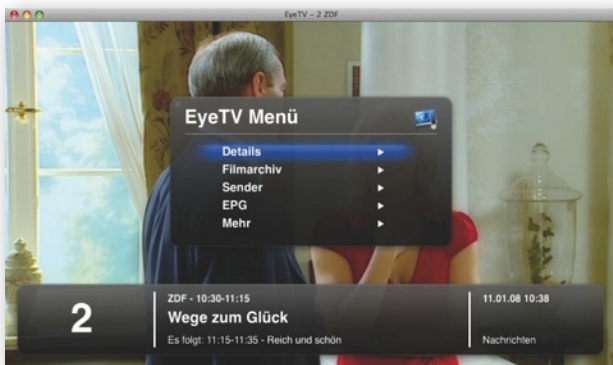 EyeTV – 2 ZDF
EyeTV Menü
Details
Filmarchiv
Sender
EPG
Mehr
2
ZDF - 10:30-11:15
Wege zum Glück
Es folgt: 11:15-11:35 - Reich und schön
11.01.08 10:38
Nachrichten